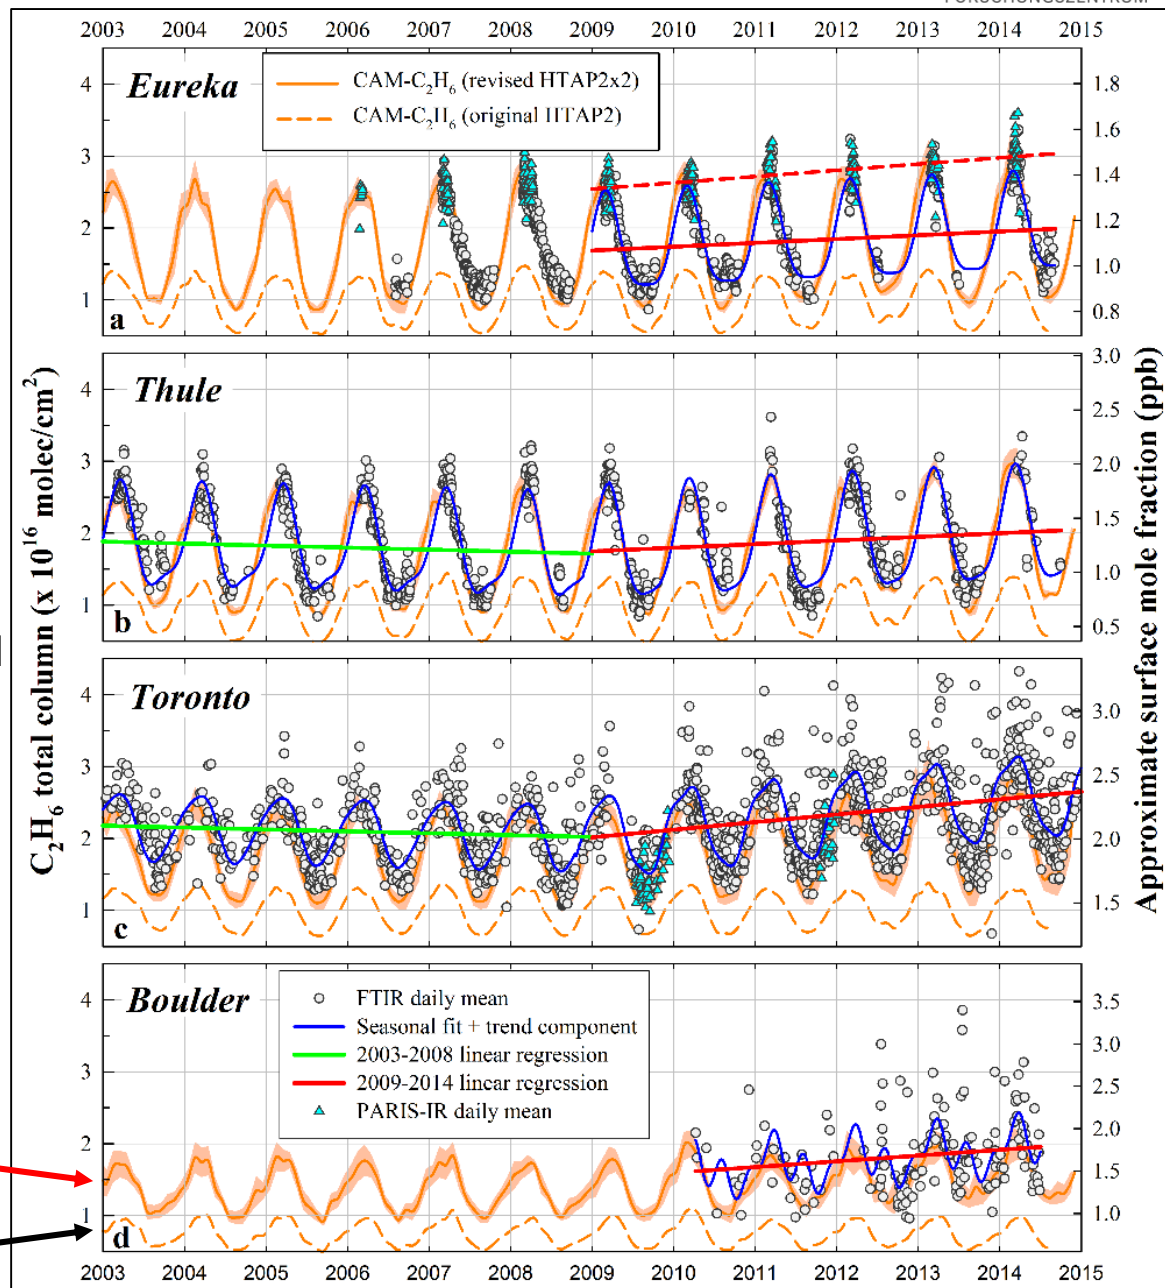 FORSCHUNGSZENTRUM
2003 2004 2005 2006 2007 2008 2009 2010 2011 2012 2013 2014 2015
Eureka
CAM-C₂H₆ (revised HTAP2x2)
CAM-C₂H₆ (original HTAP2)
4
3
2
1
1.8
1.6
1.4
1.2
1.0
0.8
a
Thule
4
3
2
1
3.0
2.5
2.0
1.5
1.0
0.5
b
C₂H₆ total column (x 10¹⁶ molec/cm²)
Approximate surface mole fraction (ppb)
Toronto
4
3
2
1
3.0
2.5
2.0
1.5
c
Boulder
FTIR daily mean
Seasonal fit + trend component
2003-2008 linear regression
2009-2014 linear regression
PARIS-IR daily mean
4
3
2
1
3.5
3.0
2.5
2.0
1.5
1.0
d
2003 2004 2005 2006 2007 2008 2009 2010 2011 2012 2013 2014 2015